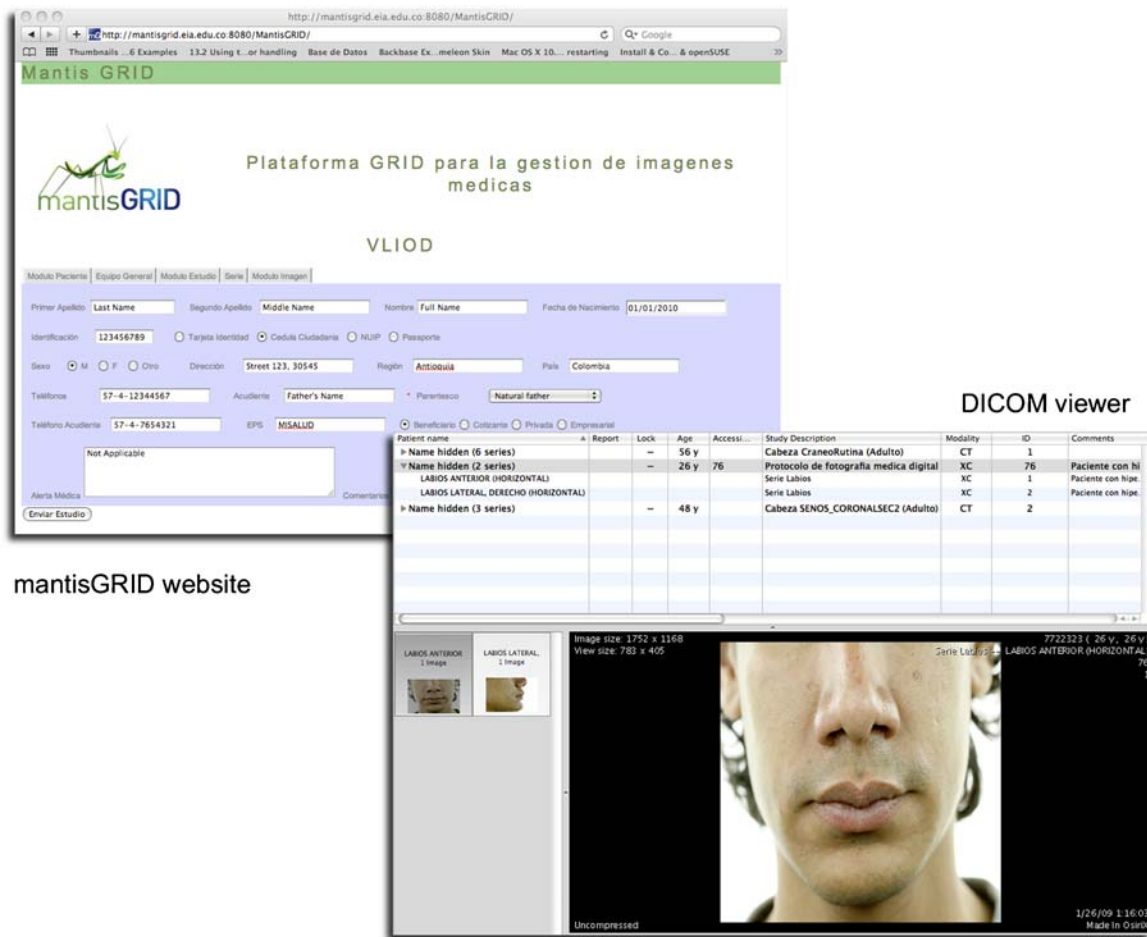 http://mantisgrid.eia.edu.co:8080/MantisGRID/
http://mantisgrid.eia.edu.co:8080/MantisGRID/
Google
Thumbnails ...6 Examples 13.2 Using t...or handling Base de Datos Backbase Ex...meleon Skin Mac OS X 10.... restarting Install & Co... & openSUSE
Mantis GRID
mantisGRID
Plataforma GRID para la gestion de imagenes
medicas
VLIOD
Modulo Paciente Equipo General Modulo Estudio Serie Modulo Imagen
Primer Apellido Last Name Segundo Apellido Middle Name Nombre Full Name Fecha de Nacimiento 01/01/2010
Identificación 123456789 Tarjeta Identidad Cedula Ciudadania NUIP Pasaporte
Sexo M F Otro Dirección Street 123, 30545 Región Antioquia País Colombia
Teléfonos 57-4-12344567 Acudiente Father's Name * Parentesco Natural father
Teléfono Acudiente 57-4-7654321 EPS MISALUD Beneficiario Cotizante Privada Empresarial
Not Applicable
Alerta Médica Comentarios
Enviar Estudio
mantisGRID website
DICOM viewer
Patient name Report Lock Age Accessi... Study Description Modality ID Comments
Name hidden (6 series) – 56 y Cabeza CraneoRutina (Adulto) CT 1
Name hidden (2 series) – 26 y 76 Protocolo de fotografia medica digital XC 76 Paciente con hi
LABIOS ANTERIOR (HORIZONTAL) Serie Labios XC 1 Paciente con hipe.
LABIOS LATERAL, DERECHO (HORIZONTAL) Serie Labios XC 2 Paciente con hipe.
Name hidden (3 series) – 48 y Cabeza SENOS_CORONALSEC2 (Adulto) CT 2
LABIOS ANTERIOR
1 Image
LABIOS LATERAL,
1 Image
Image size: 1752 x 1168
View size: 783 x 405
7722323 ( 26 y, 26 y
Serie Labios -- LABIOS ANTERIOR (HORIZONTAL)
76
1
Uncompressed
1/26/09 1:16:03
Made In Osiri